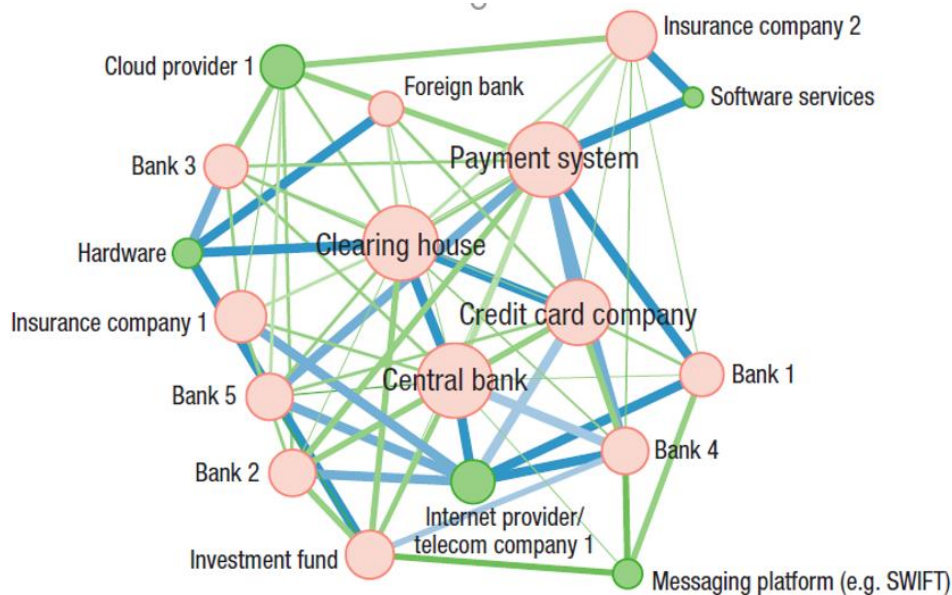 Insurance company 2
Cloud provider 1
Foreign bank
Software services
Bank 3
Payment system
Hardware
Clearing house
Insurance company 1
Credit card company
Bank 5
Central bank
Bank 1
Bank 2
Bank 4
Internet provider/
telecom company 1
Investment fund
Messaging platform (e.g. SWIFT)